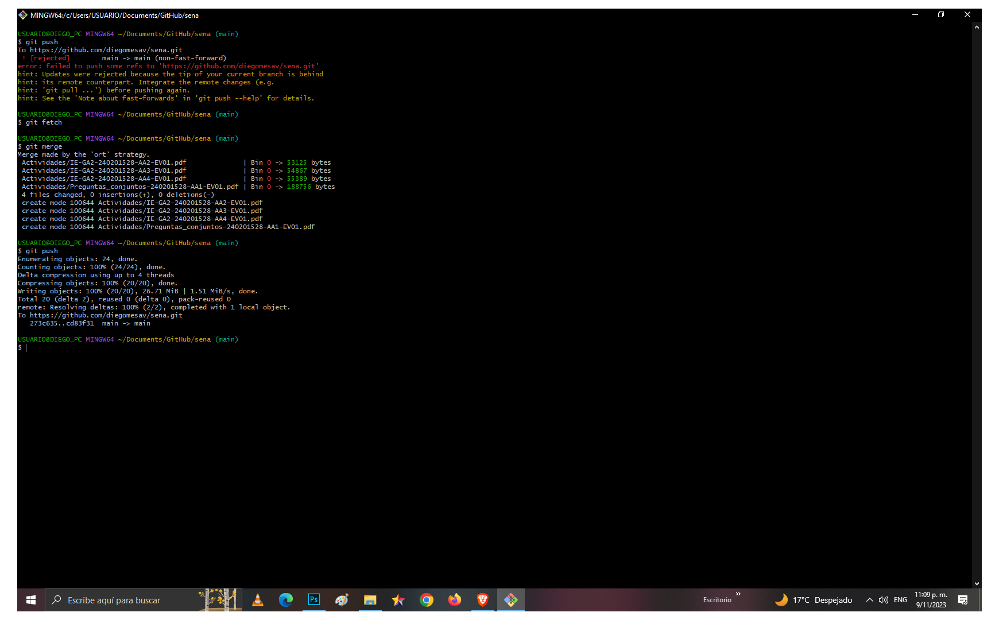 MINGW64:/c/Users/USUARIO/Documents/GitHub/sena
USUARIO@DIEGO_PC MINGW64 ~/Documents/GitHub/sena (main)
$ git push
To https://github.com/diegomesav/sena.git
 ! [rejected]        main -> main (non-fast-forward)
error: failed to push some refs to 'https://github.com/diegomesav/sena.git'
hint: Updates were rejected because the tip of your current branch is behind
hint: its remote counterpart. Integrate the remote changes (e.g.
hint: 'git pull ...') before pushing again.
hint: See the 'Note about fast-forwards' in 'git push --help' for details.
USUARIO@DIEGO_PC MINGW64 ~/Documents/GitHub/sena (main)
$ git fetch
USUARIO@DIEGO_PC MINGW64 ~/Documents/GitHub/sena (main)
$ git merge
Merge made by the 'ort' strategy.
 Actividades/IE-GA2-240201528-AA2-EV01.pdf              | Bin 0 -> 53125 bytes
 Actividades/IE-GA2-240201528-AA3-EV01.pdf              | Bin 0 -> 54867 bytes
 Actividades/IE-GA2-240201528-AA4-EV01.pdf              | Bin 0 -> 55389 bytes
 Actividades/Preguntas_conjuntos-240201528-AA1-EV01.pdf | Bin 0 -> 188756 bytes
 4 files changed, 0 insertions(+), 0 deletions(-)
 create mode 100644 Actividades/IE-GA2-240201528-AA2-EV01.pdf
 create mode 100644 Actividades/IE-GA2-240201528-AA3-EV01.pdf
 create mode 100644 Actividades/IE-GA2-240201528-AA4-EV01.pdf
 create mode 100644 Actividades/Preguntas_conjuntos-240201528-AA1-EV01.pdf
USUARIO@DIEGO_PC MINGW64 ~/Documents/GitHub/sena (main)
$ git push
Enumerating objects: 24, done.
Counting objects: 100% (24/24), done.
Delta compression using up to 4 threads
Compressing objects: 100% (20/20), done.
Writing objects: 100% (20/20), 26.71 MiB | 1.51 MiB/s, done.
Total 20 (delta 2), reused 0 (delta 0), pack-reused 0
remote: Resolving deltas: 100% (2/2), completed with 1 local object.
To https://github.com/diegomesav/sena.git
   273c635..cd83f31  main -> main
USUARIO@DIEGO_PC MINGW64 ~/Documents/GitHub/sena (main)
$
Escribe aquí para buscar
Ps
Escritorio
17°C Despejado
ENG
11:09 p. m.
9/11/2023